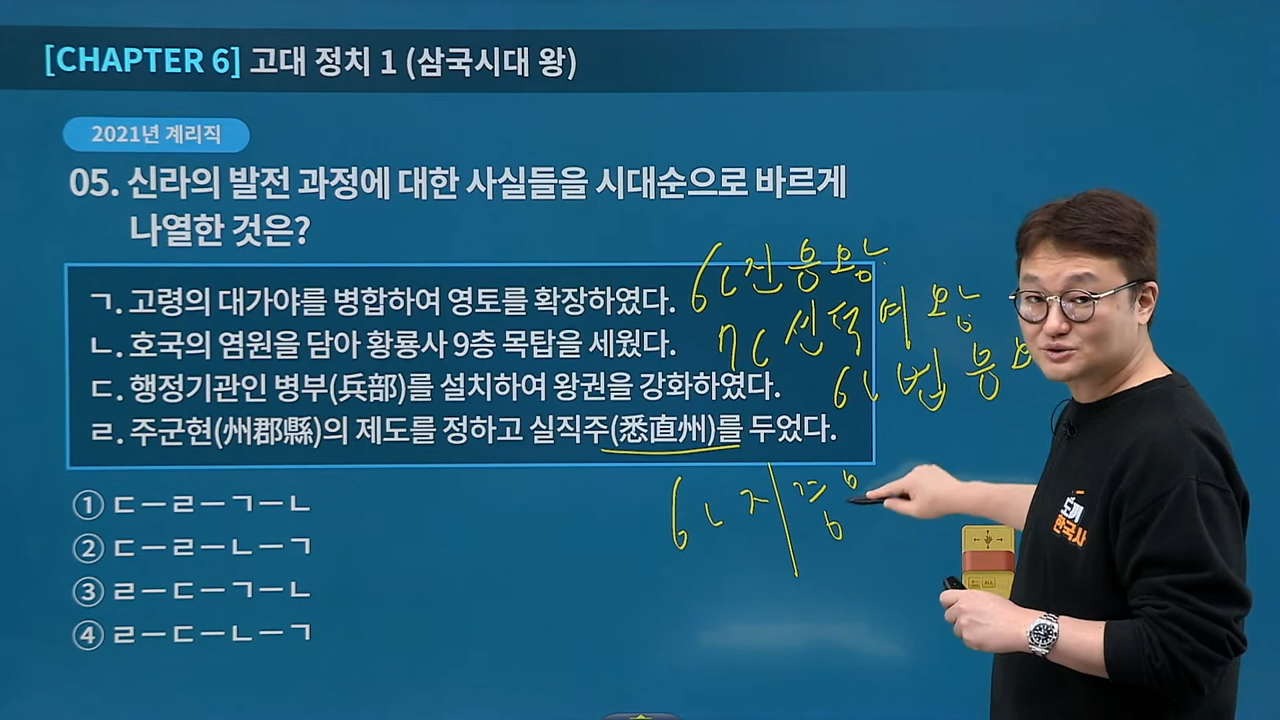 [CHAPTER 6] 고대 정치 1 (삼국시대 왕)
2021년 계리직
05. 신라의 발전 과정에 대한 사실들을 시대순으로 바르게
나열한 것은?
ㄱ. 고령의 대가야를 병합하여 영토를 확장하였다.
6C 진흥왕
ㄴ. 호국의 염원을 담아 황룡사 9층 목탑을 세웠다.
7C 선덕여왕
ㄷ. 행정기관인 병부(兵部)를 설치하여 왕권을 강화하였다.
6C 법흥
ㄹ. 주군현(州郡縣)의 제도를 정하고 실직주(悉直州)를 두었다.
6C 지증
① ㄷ－ㄹ－ㄱ－ㄴ
② ㄷ－ㄹ－ㄴ－ㄱ
③ ㄹ－ㄷ－ㄱ－ㄴ
④ ㄹ－ㄷ－ㄴ－ㄱ
한국사
ALL